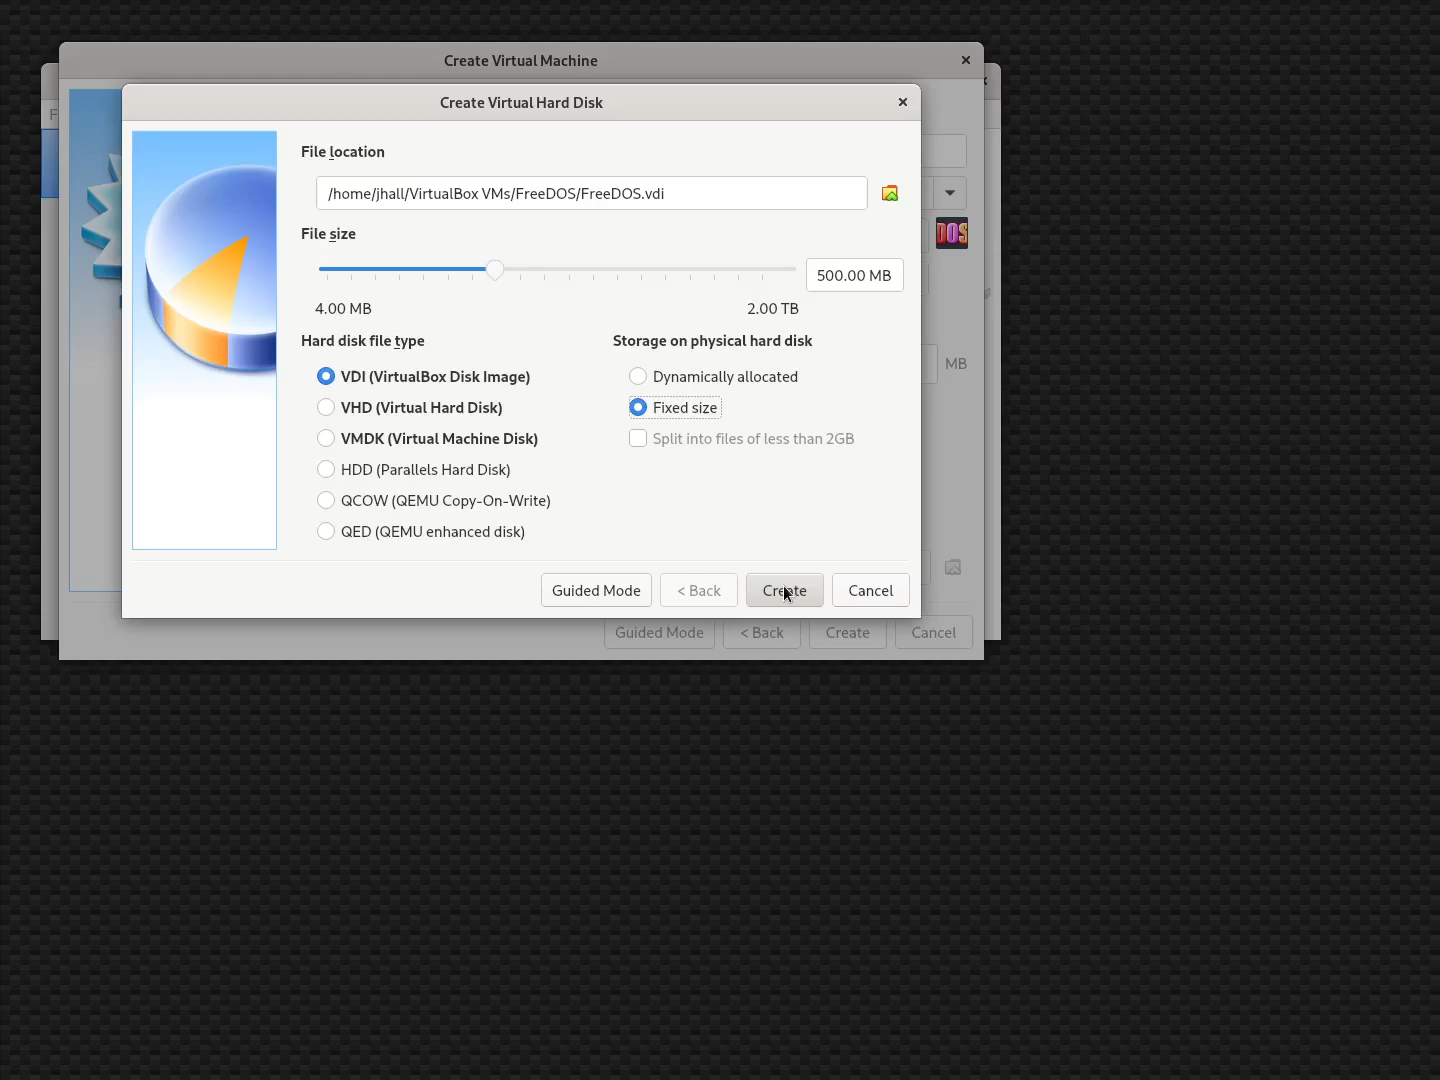 Create Virtual Machine
Create Virtual Hard Disk
F
File location
/home/jhall/VirtualBox VMs/FreeDOS/FreeDOS.vdi
File size
DOS
500.00 MB
4.00 MB 2.00 TB
Hard disk file type Storage on physical hard disk
MB
VDI (VirtualBox Disk Image) Dynamically allocated
VHD (Virtual Hard Disk) Fixed size
VMDK (Virtual Machine Disk) Split into files of less than 2GB
HDD (Parallels Hard Disk)
QCOW (QEMU Copy-On-Write)
QED (QEMU enhanced disk)
Guided Mode < Back Create Cancel
Guided Mode < Back Create Cancel